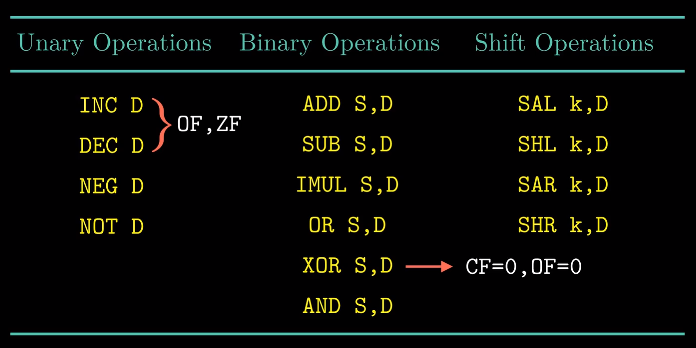 Unary Operations Binary Operations Shift Operations
INC D ADD S,D SAL k,D
OF,ZF
DEC D SUB S,D SHL k,D
NEG D IMUL S,D SAR k,D
NOT D OR S,D SHR k,D
XOR S,D CF=0,OF=0
AND S,D